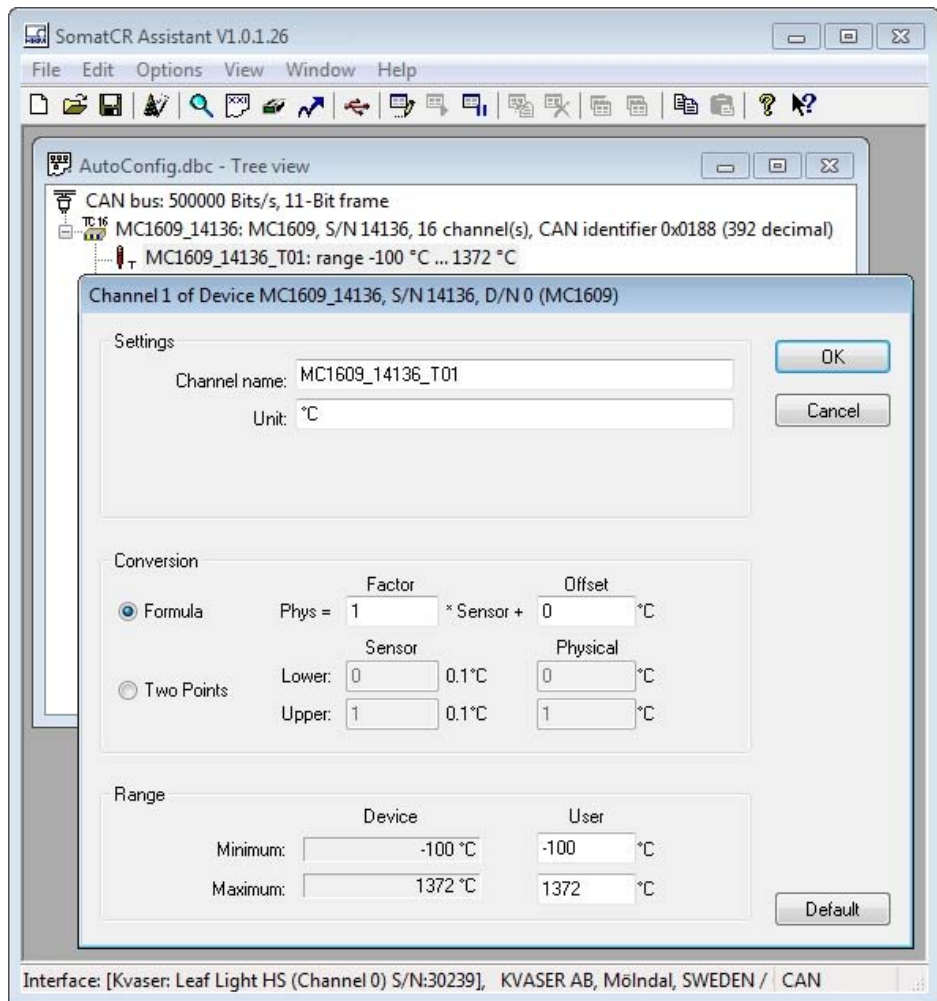 SomatCR Assistant V1.0.1.26
File Edit Options View Window Help
AutoConfig.dbc - Tree view
CAN bus: 500000 Bits/s, 11-Bit frame
MC1609_14136: MC1609, S/N 14136, 16 channel(s), CAN identifier 0x0188 (392 decimal)
MC1609_14136_T01: range -100 °C ... 1372 °C
Channel 1 of Device MC1609_14136, S/N 14136, D/N 0 (MC1609)
Settings
Channel name: MC1609_14136_T01
Unit: °C
OK
Cancel
Conversion
Factor Offset
Formula Phys = 1 * Sensor + 0 °C
Sensor Physical
Two Points
Lower: 0 0.1°C 0 °C
Upper: 1 0.1°C 1 °C
Range
Device User
Minimum: -100 °C -100 °C
Maximum: 1372 °C 1372 °C
Default
Interface: [Kvaser: Leaf Light HS (Channel 0) S/N:30239], KVASER AB, Mölndal, SWEDEN / CAN